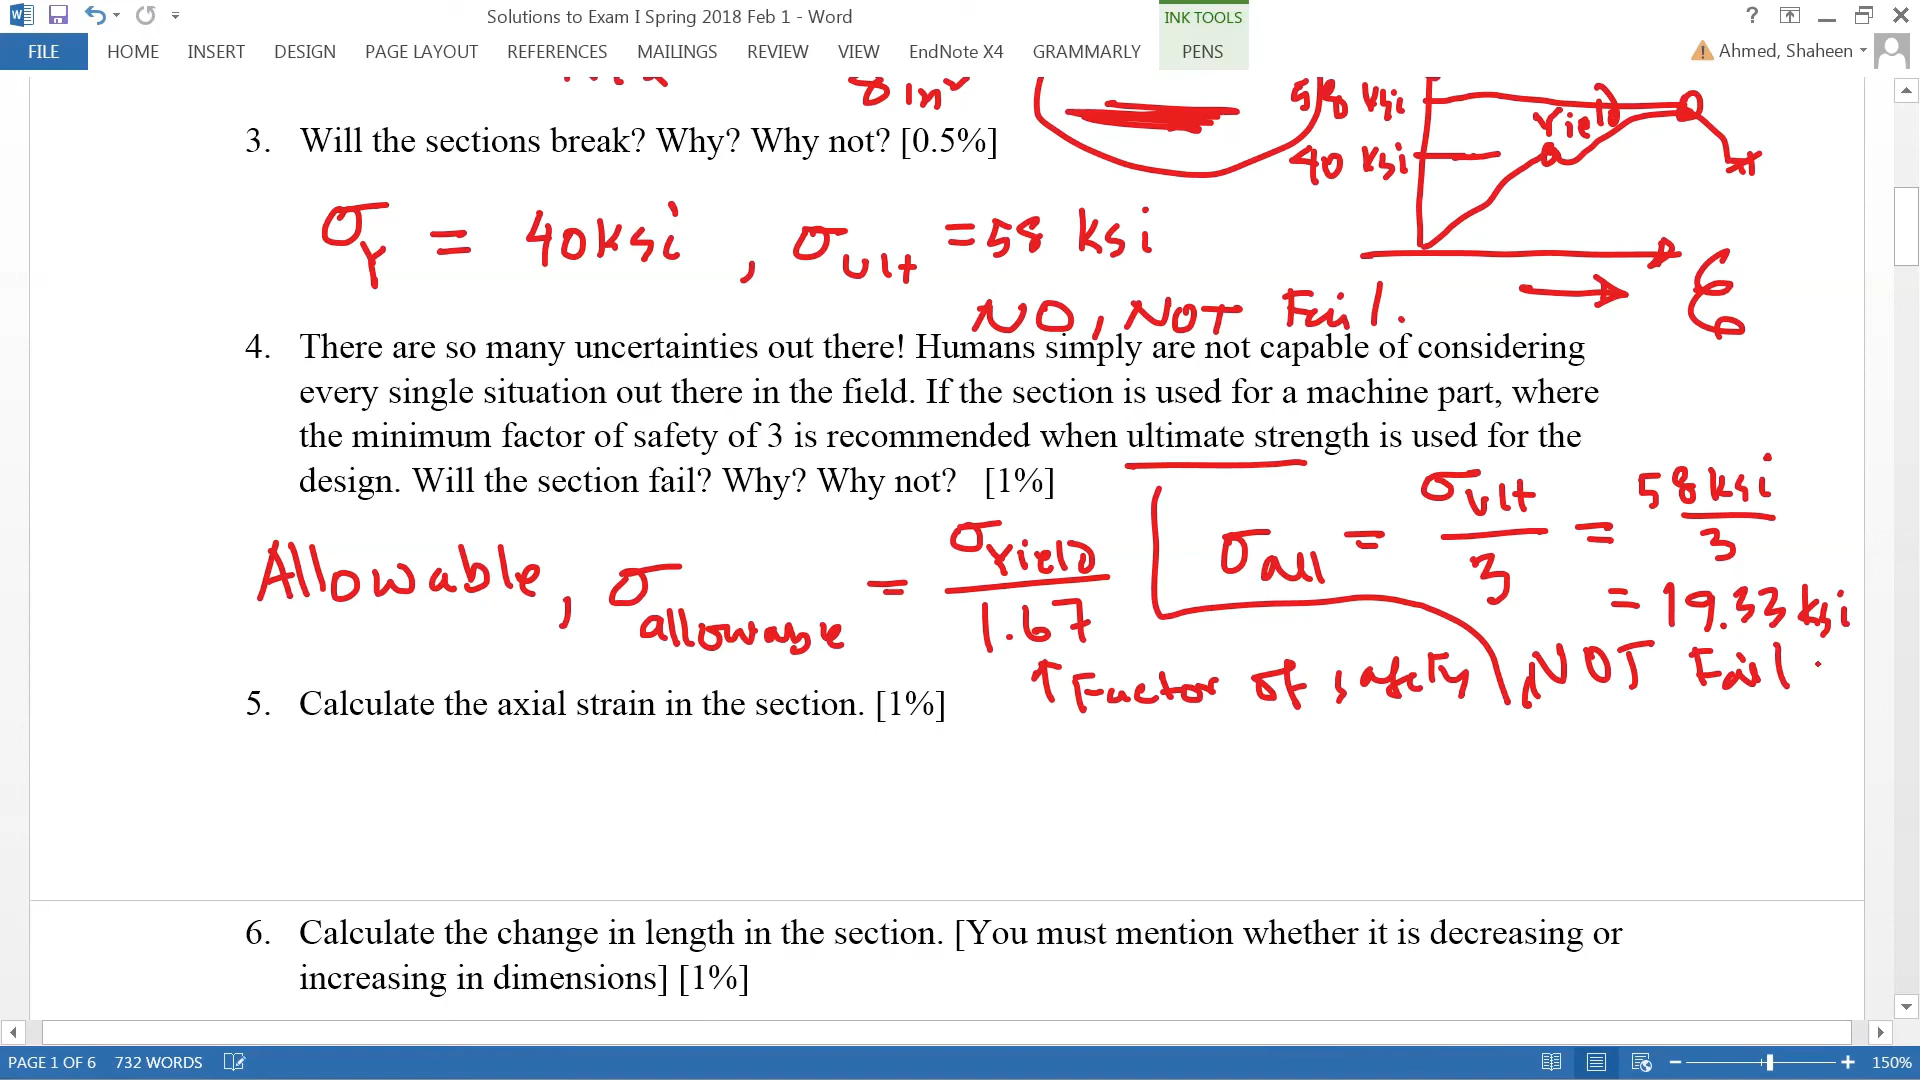 Solutions to Exam I Spring 2018 Feb 1 - Word
INK TOOLS
FILE HOME INSERT DESIGN PAGE LAYOUT REFERENCES MAILINGS REVIEW VIEW EndNote X4 GRAMMARLY PENS
Ahmed, Shaheen
8 in²
58 ksi
Yield
40 ksi
3. Will the sections break? Why? Why not? [0.5%]
σY = 40 ksi , σult = 58 ksi
ε
NO, NOT Fail.
4. There are so many uncertainties out there! Humans simply are not capable of considering
every single situation out there in the field. If the section is used for a machine part, where
the minimum factor of safety of 3 is recommended when ultimate strength is used for the
design. Will the section fail? Why? Why not? [1%]
Allowable, σallowable = σYield / 1.67
↑ Factor of safety
σall = σult / 3 = 58 ksi / 3
= 19.33 ksi
NOT Fail.
5. Calculate the axial strain in the section. [1%]
6. Calculate the change in length in the section. [You must mention whether it is decreasing or
increasing in dimensions] [1%]
PAGE 1 OF 6 732 WORDS
150%